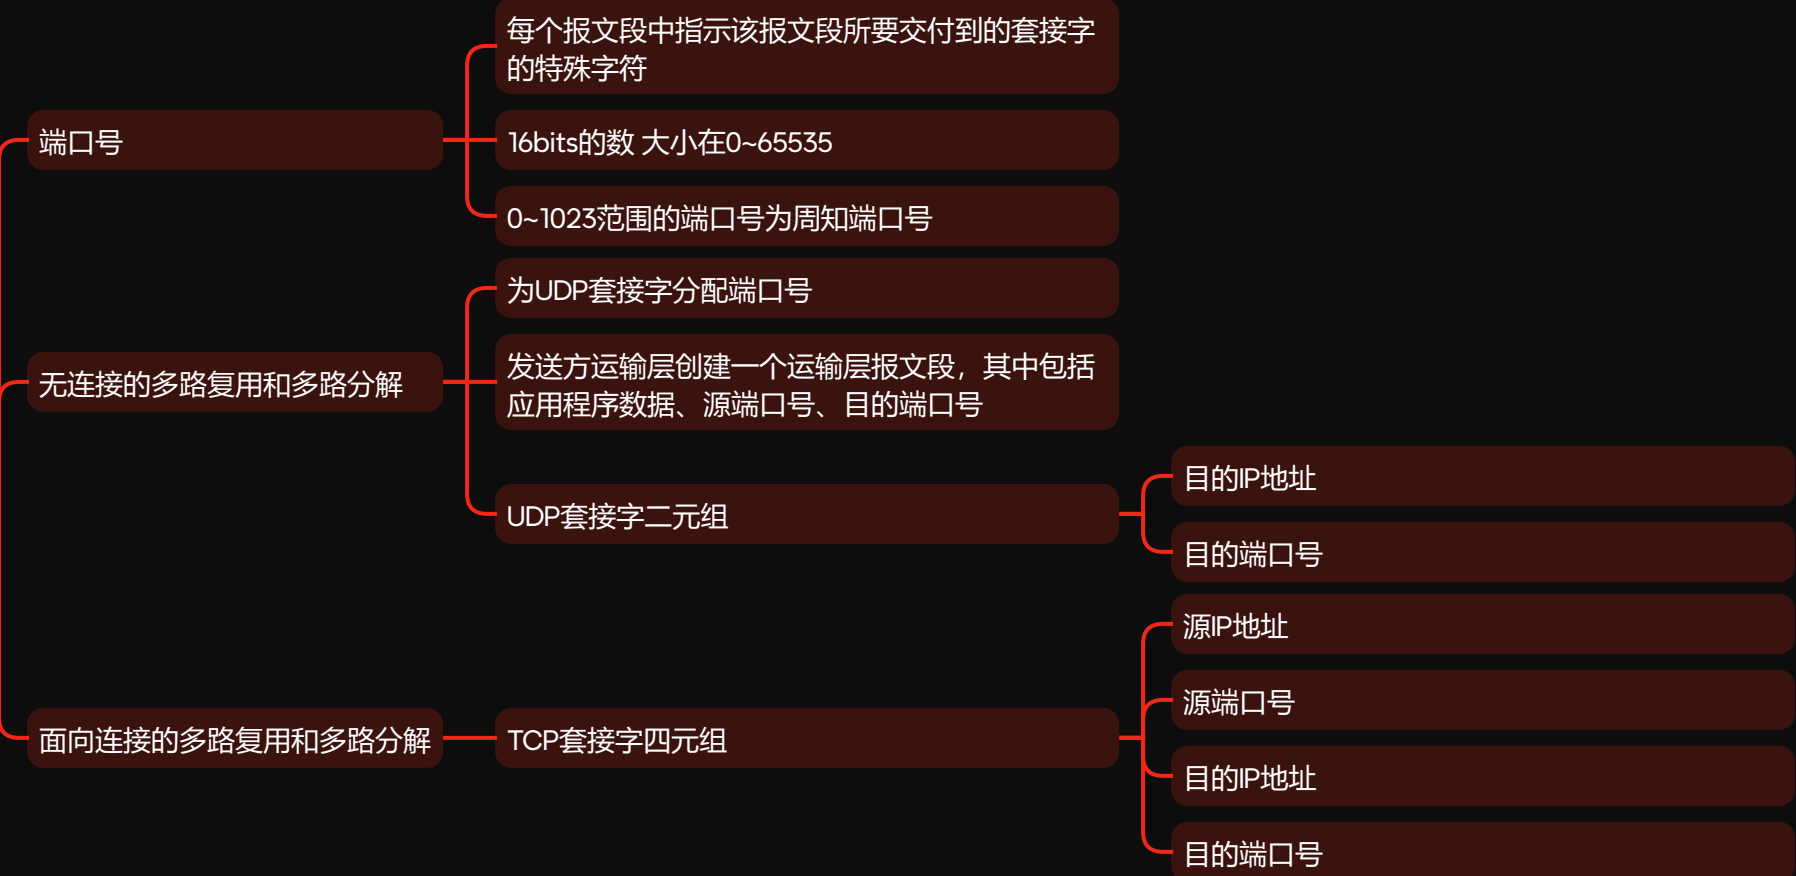 端口号
每个报文段中指示该报文段所要交付到的套接字
的特殊字符
16bits的数 大小在0~65535
0~1023范围的端口号为周知端口号
无连接的多路复用和多路分解
为UDP套接字分配端口号
发送方运输层创建一个运输层报文段，其中包括
应用程序数据、源端口号、目的端口号
UDP套接字二元组
目的IP地址
目的端口号
面向连接的多路复用和多路分解
TCP套接字四元组
源IP地址
源端口号
目的IP地址
目的端口号